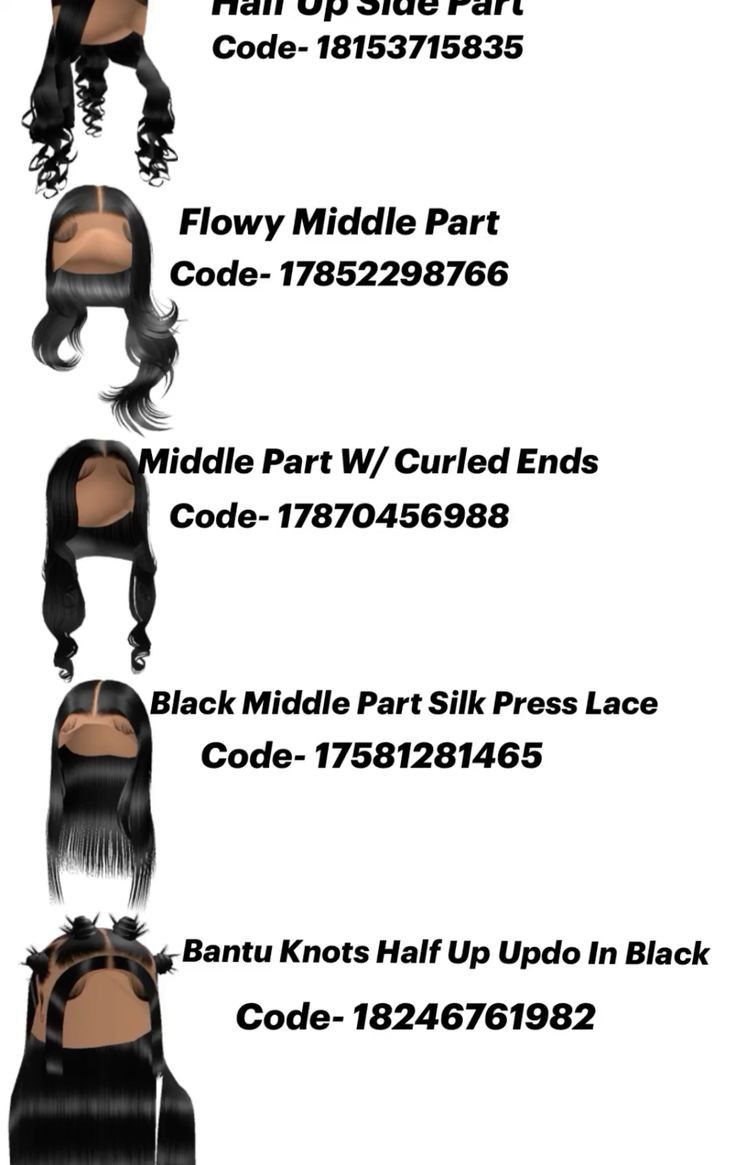 Half Up Side Part
Code- 18153715835
Flowy Middle Part
Code- 17852298766
Middle Part W/ Curled Ends
Code- 17870456988
Black Middle Part Silk Press Lace
Code- 17581281465
Bantu Knots Half Up Updo In Black
Code- 18246761982